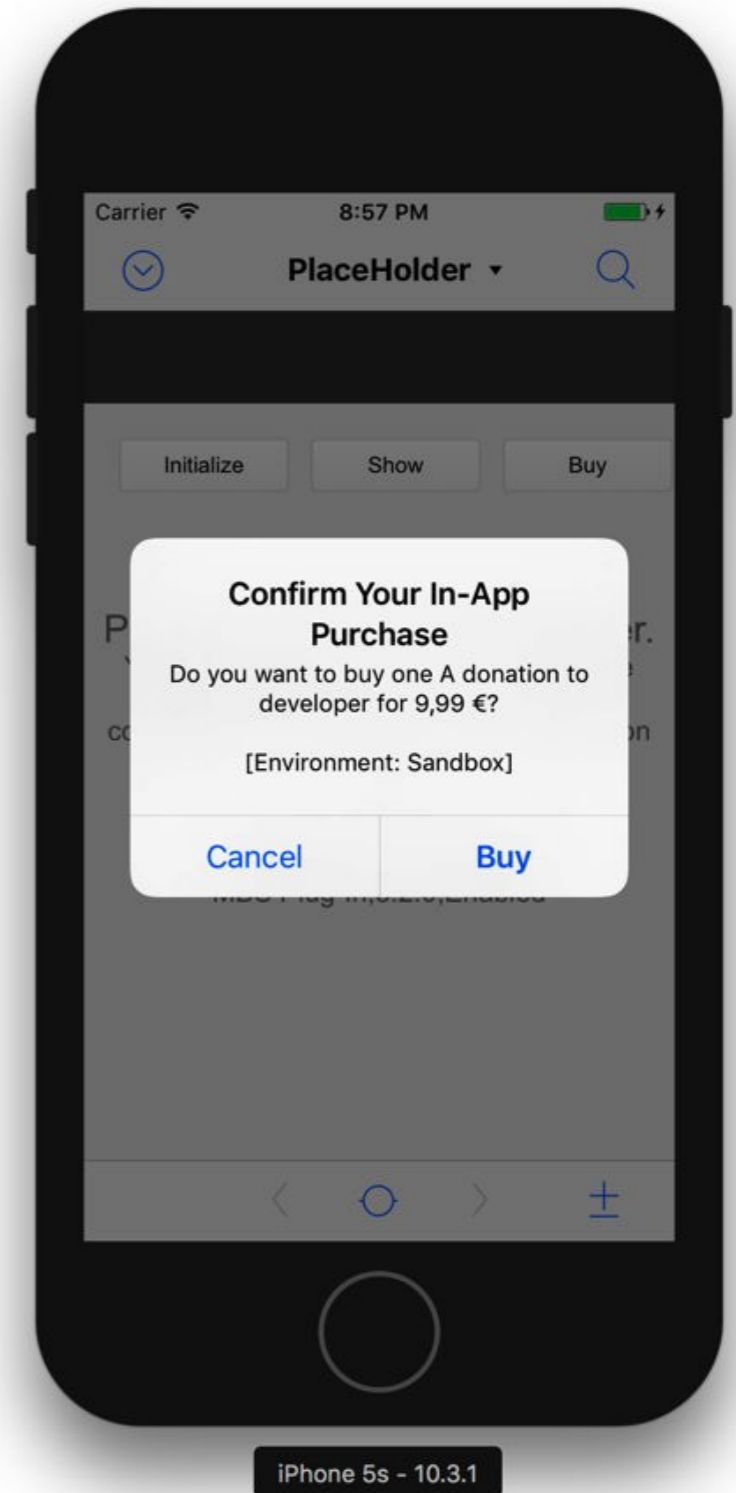 Carrier 8:57 PM
PlaceHolder
Initialize Show Buy
Confirm Your In-App
Purchase
Do you want to buy one A donation to
developer for 9,99 €?
[Environment: Sandbox]
Cancel Buy
iPhone 5s - 10.3.1